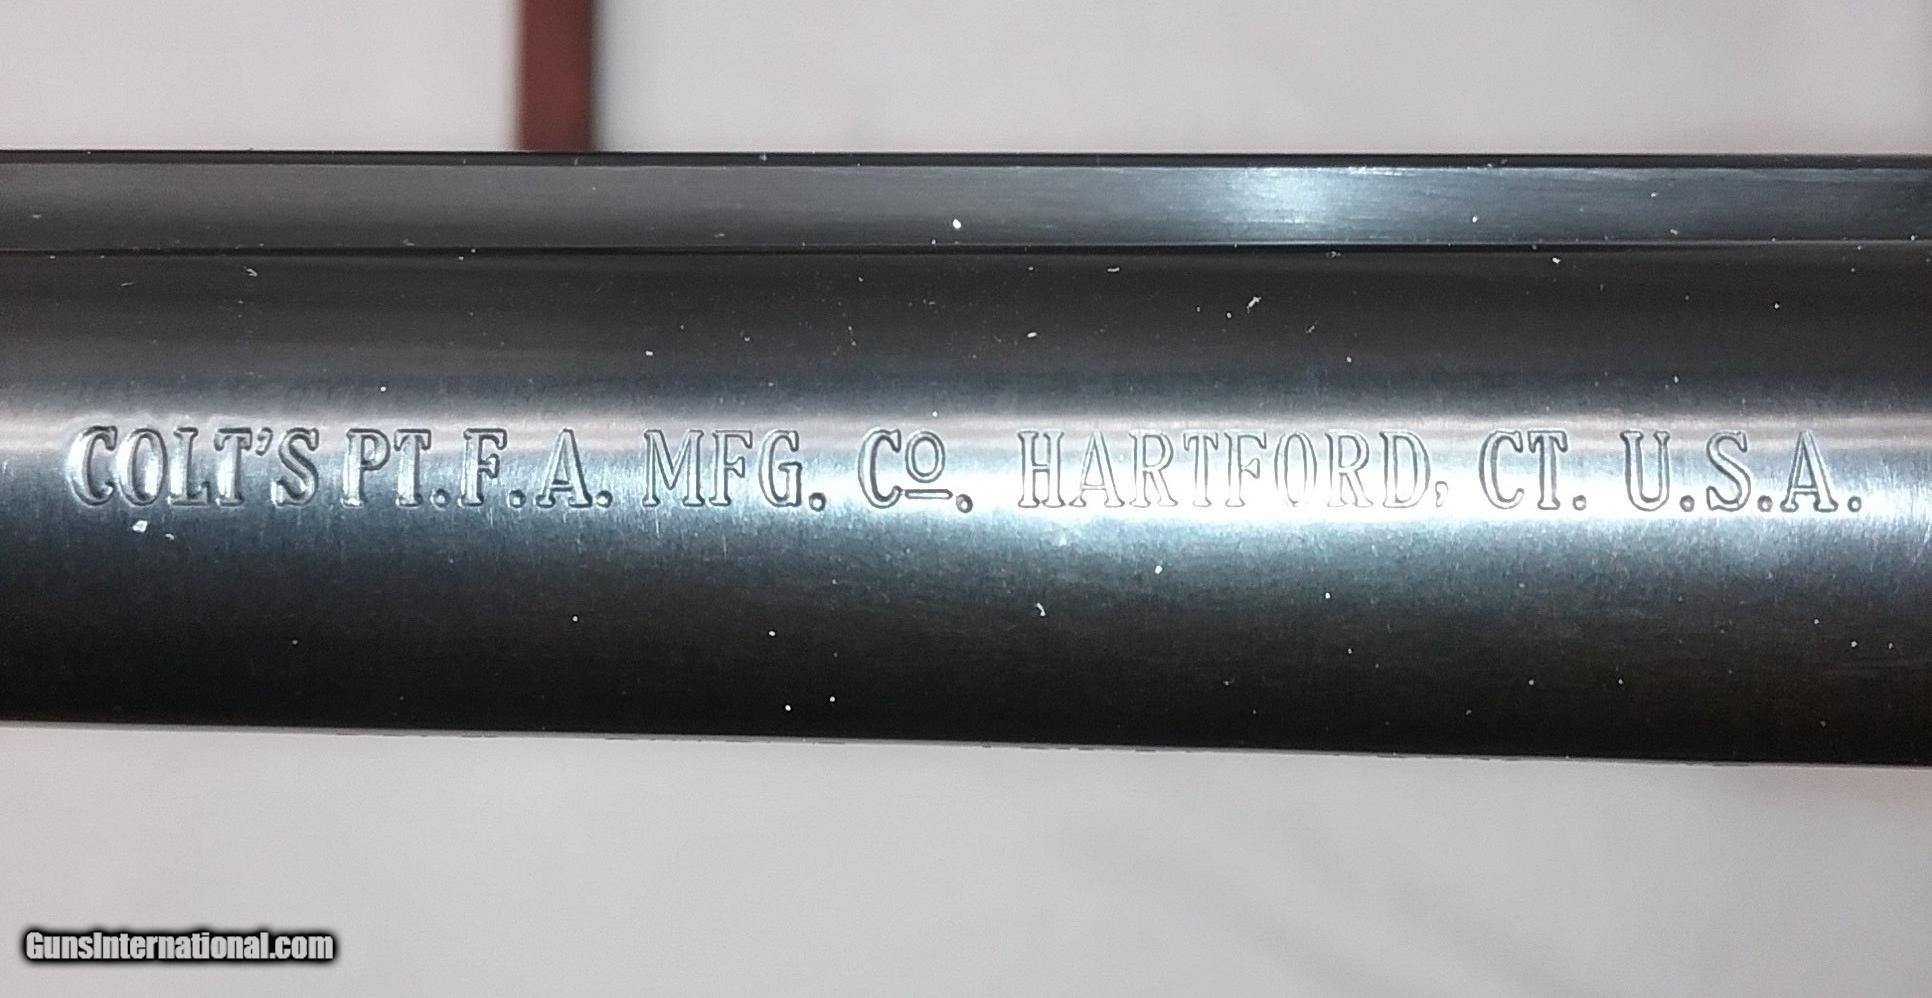 COLT'S PT. F. A. MFG. Co. HARTFORD, CT. U.S.A.
GunsInternational.com